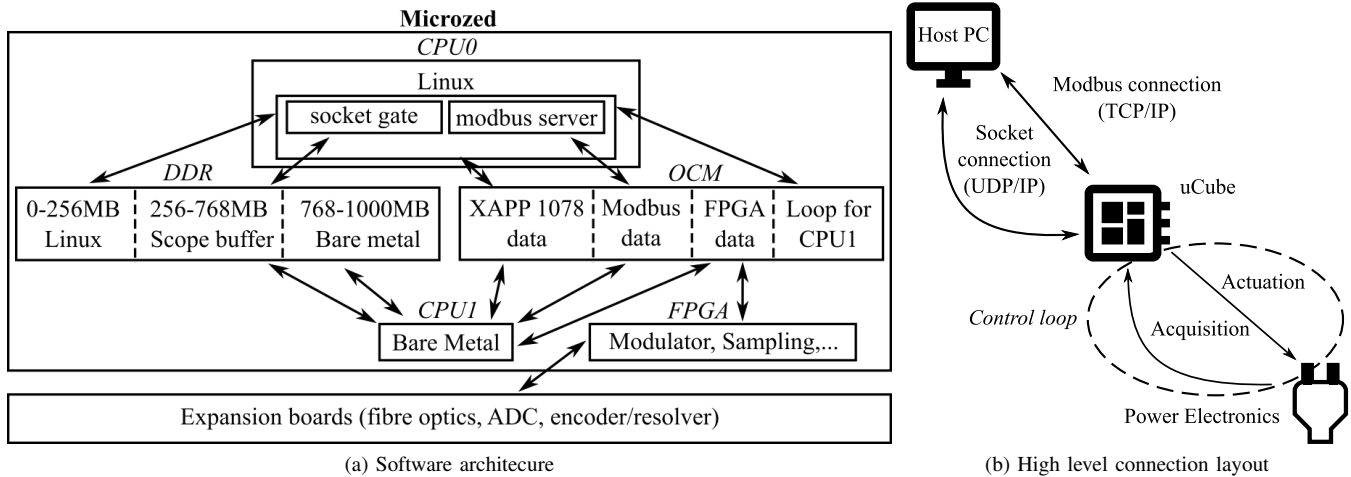 Microzed
CPU0
Linux
socket gate
modbus server
DDR
OCM
0-256MB
Linux
256-768MB
Scope buffer
768-1000MB
Bare metal
XAPP 1078
data
Modbus
data
FPGA
data
Loop for
CPU1
CPU1
Bare Metal
FPGA
Modulator, Sampling,...
Expansion boards (fibre optics, ADC, encoder/resolver)
(a) Software architecure
Host PC
Modbus connection
(TCP/IP)
Socket
connection
(UDP/IP)
uCube
Actuation
Control loop
Acquisition
Power Electronics
(b) High level connection layout